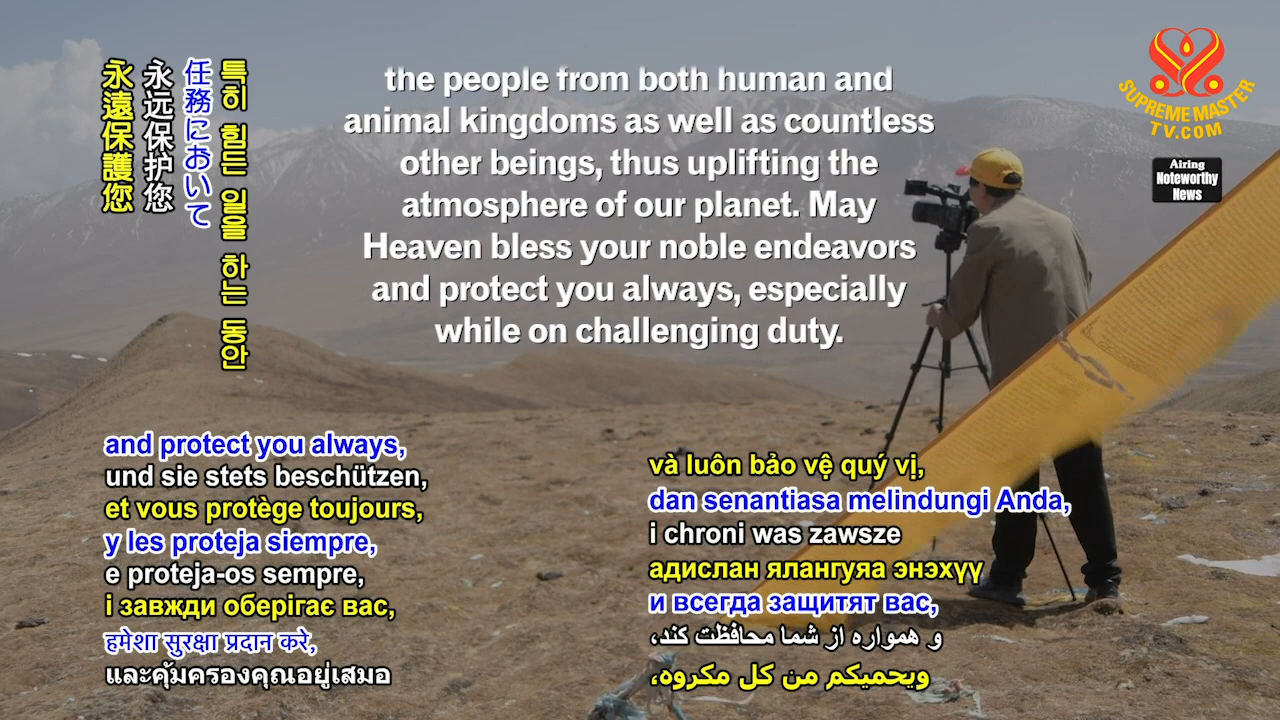 永遠保護您
永远保护您
任務において
특히 힘든 일을 하는 동안
the people from both human and
animal kingdoms as well as countless
other beings, thus uplifting the
atmosphere of our planet. May
Heaven bless your noble endeavors
and protect you always, especially
while on challenging duty.
SUPREME MASTER
TV.COM
Airing
Noteworthy
News
and protect you always,
und sie stets beschützen,
et vous protège toujours,
y les proteja siempre,
e proteja-os sempre,
і завжди оберігає вас,
हमेशा सुरक्षा प्रदान करे,
และคุ้มครองคุณอยู่เสมอ
và luôn bảo vệ quý vị,
dan senantiasa melindungi Anda,
i chroni was zawsze
адислан ялангуяа энэхүү
и всегда защитят вас,
و همواره از شما محافظت کند،
ويحميكم من كل مكروه،